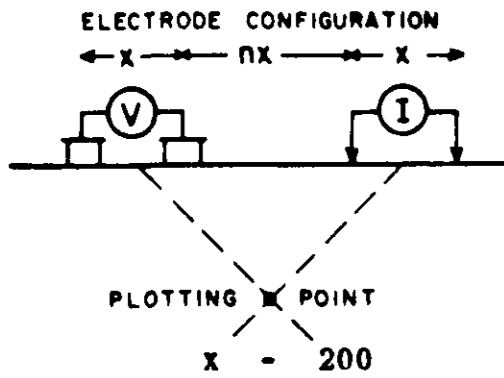 ELECTRODE CONFIGURATION
x nx x
V I
PLOTTING POINT
x - 200